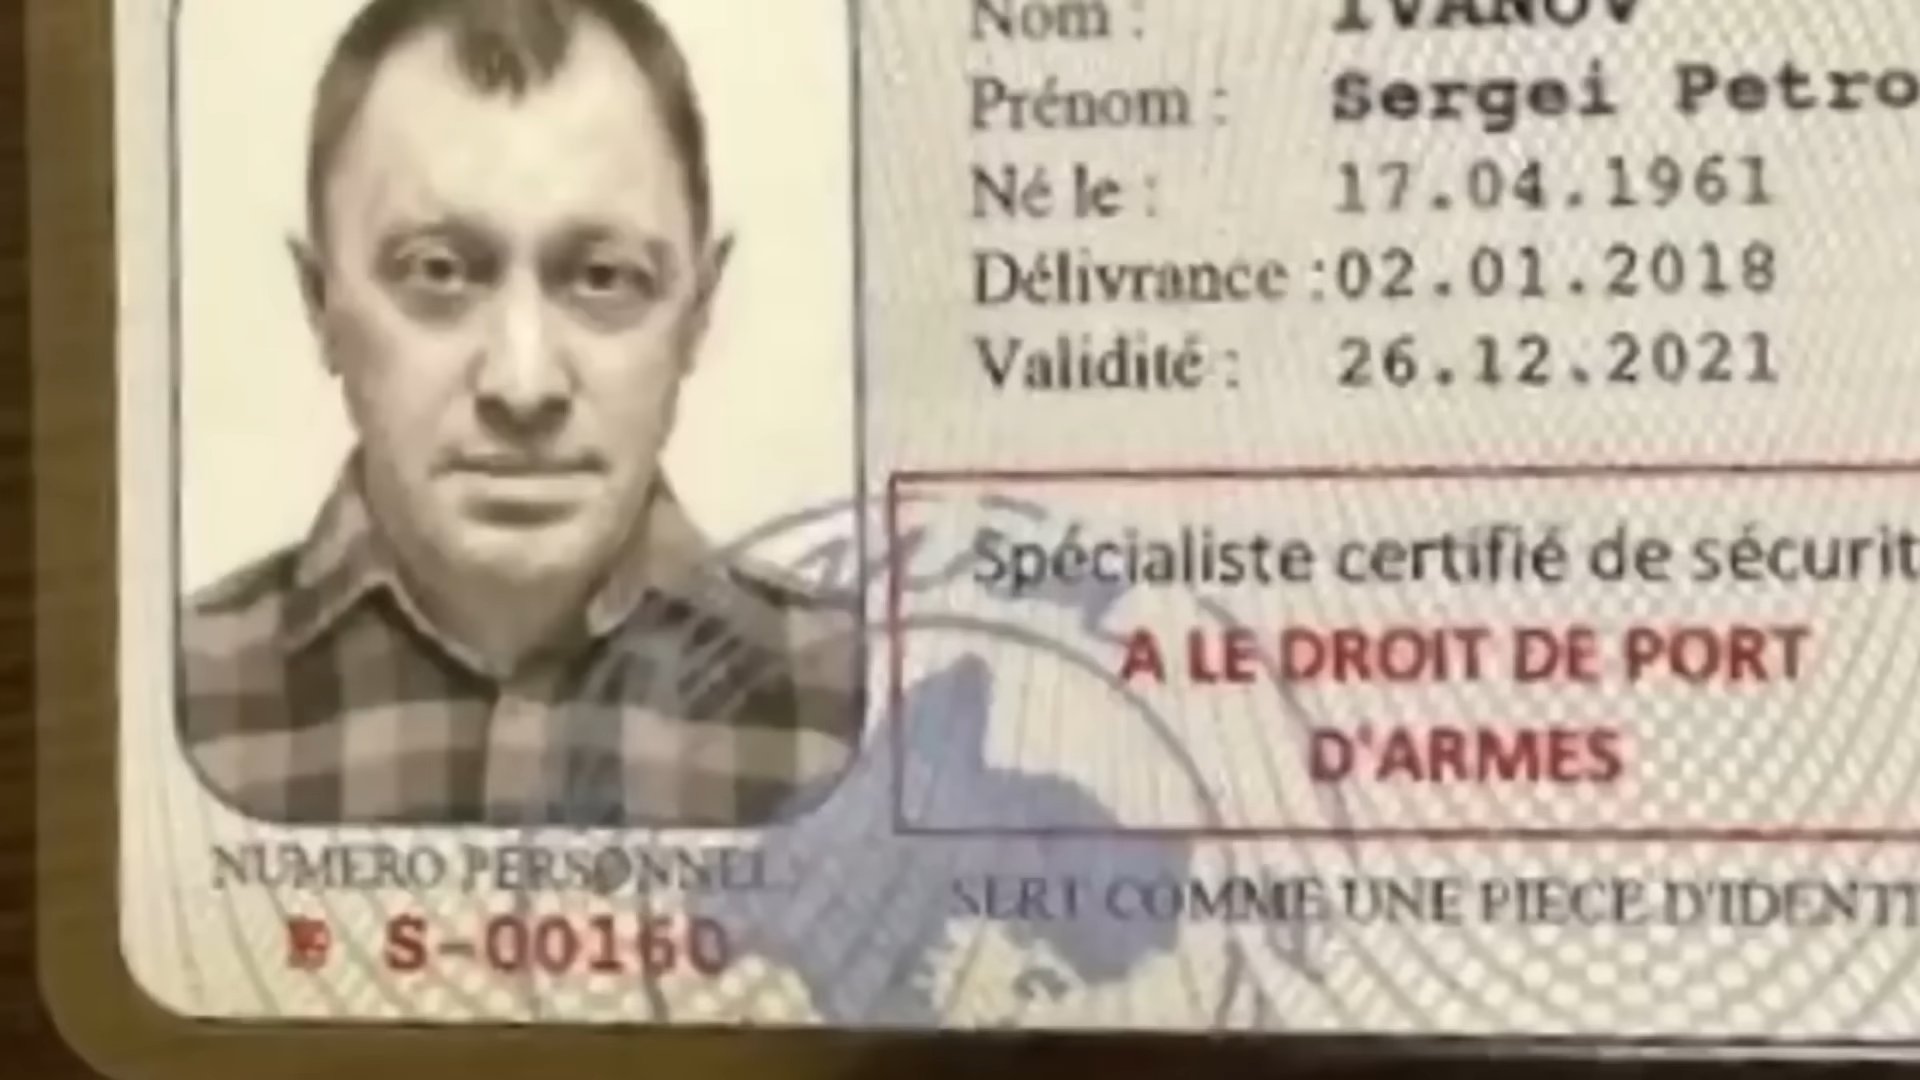 Nom : IVANOV
Prénom : Sergei Petro
Né le : 17.04.1961
Délivrance :02.01.2018
Validité : 26.12.2021
Spécialiste certifié de sécurit
A LE DROIT DE PORT
D'ARMES
NUMERO PERSONNEL
№ S-00160
SERT COMME UNE PIECE D'IDENTI